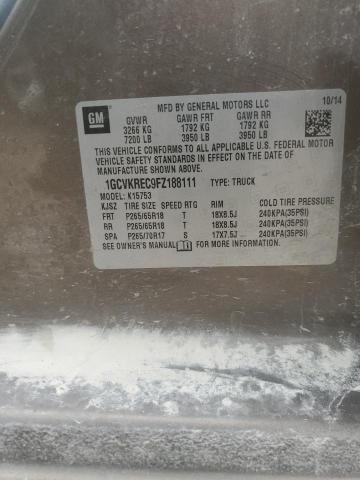 10/14
MFD BY GENERAL MOTORS LLC
GM
GVWR GAWR FRT GAWR RR
3266 KG 1792 KG 1792 KG
7200 LB 3950 LB 3950 LB
THIS VEHICLE CONFORMS TO ALL APPLICABLE U.S. FEDERAL MOTOR
VEHICLE SAFETY STANDARDS IN EFFECT ON THE DATE OF
MANUFACTURE SHOWN ABOVE.
1GCVKREC9FZ188111 TYPE: TRUCK
MODEL: K15753
KJSZ TIRE SIZE SPEED RTG RIM COLD TIRE PRESSURE
FRT P265/65R18 T 18X8.5J 240KPA(35PSI)
RR P265/65R18 T 18X8.5J 240KPA(35PSI)
SPA P265/70R17 S 17X7.5J 240KPA(35PSI)
SEE OWNER'S MANUAL FOR ADDITIONAL INFORMATION.